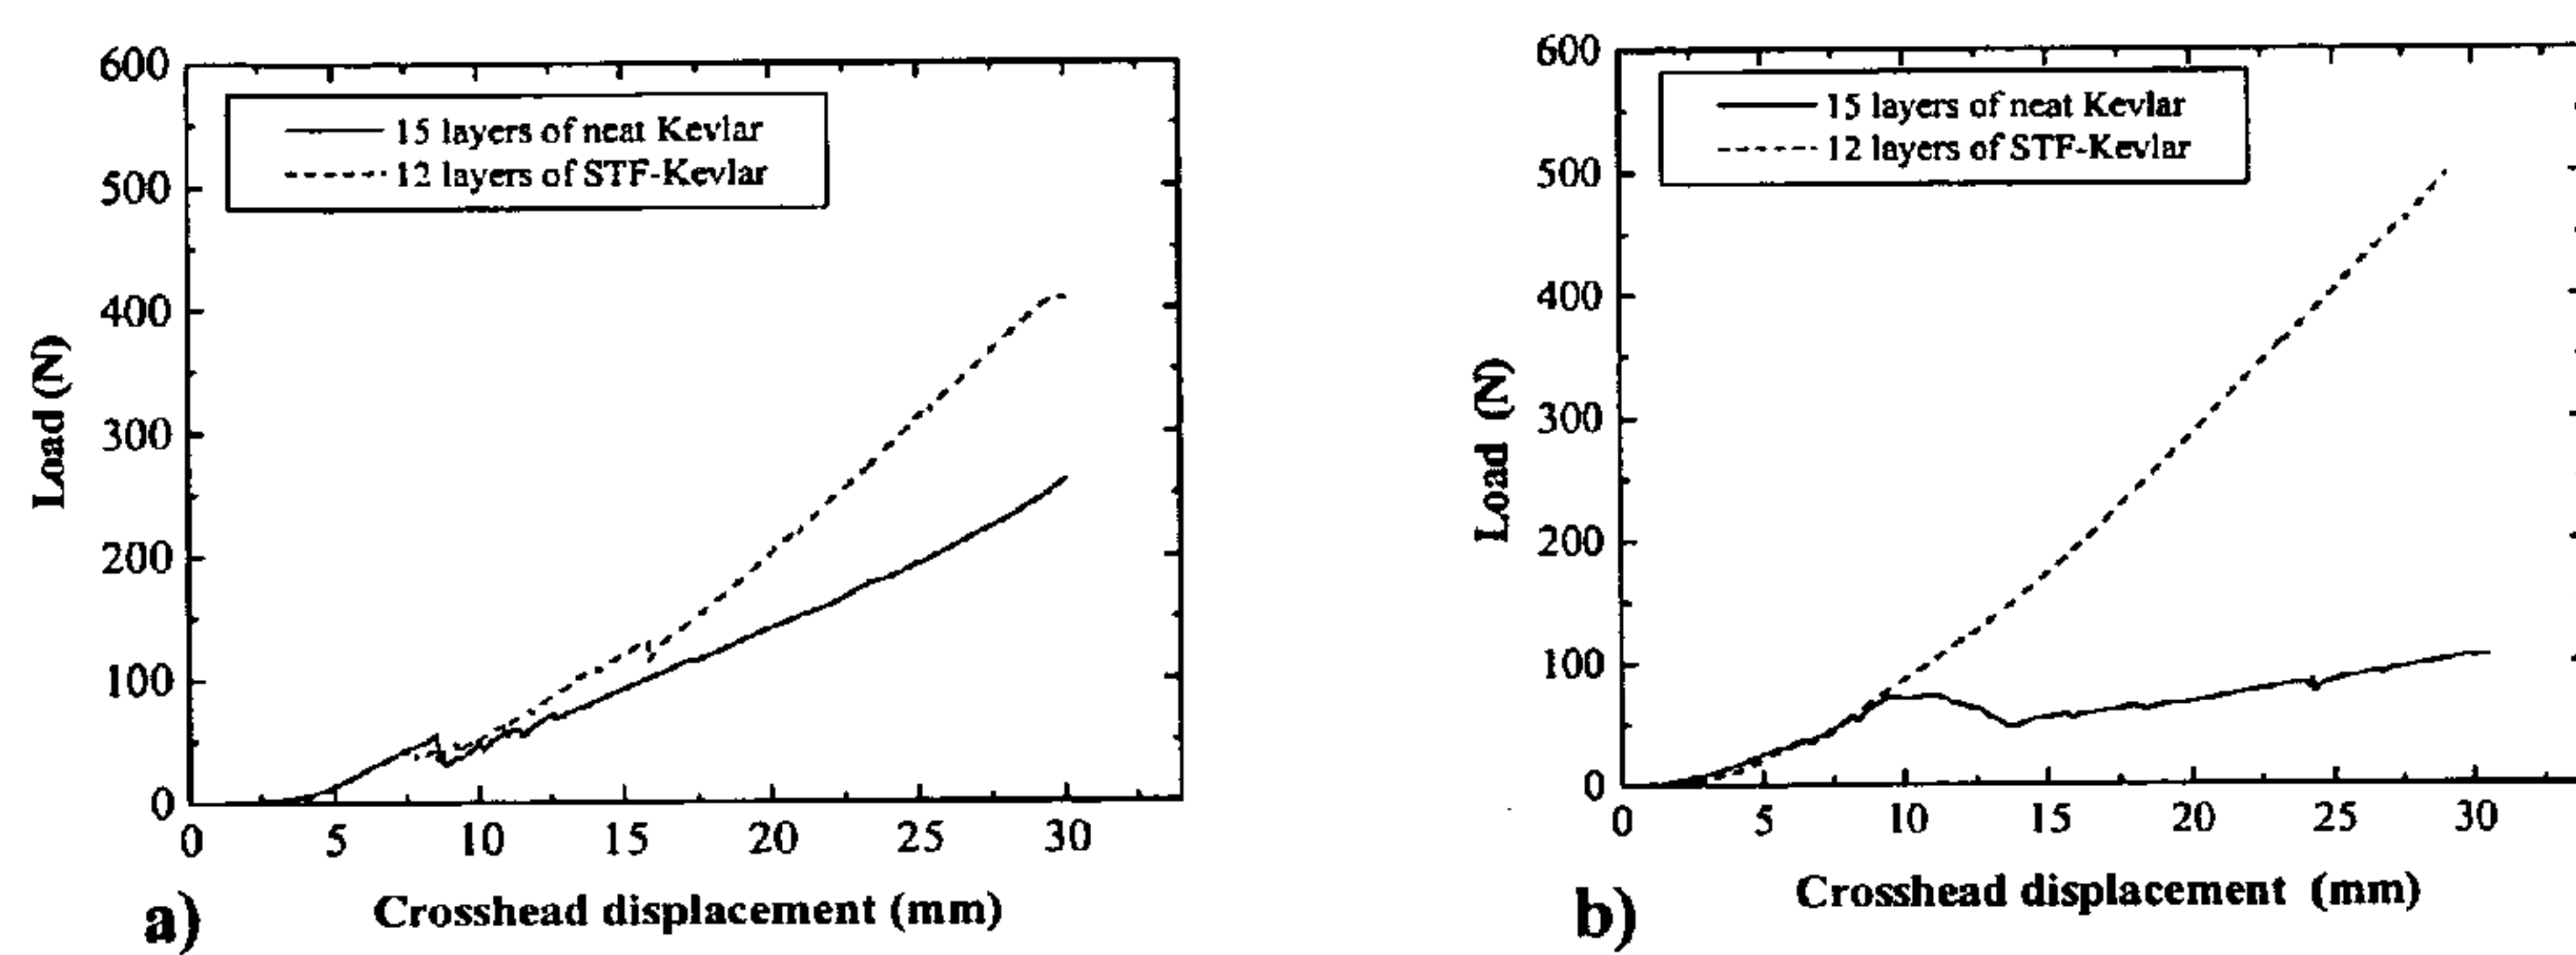 600
500
400
300
200
100
0
Load (N)
15 layers of neat Kevlar
12 layers of STF-Kevlar
0 5 10 15 20 25 30
Crosshead displacement (mm)
a)
600
500
400
300
200
100
0
Load (N)
15 layers of neat Kevlar
12 layers of STF-Kevlar
0 5 10 15 20 25 30
Crosshead displacement (mm)
b)